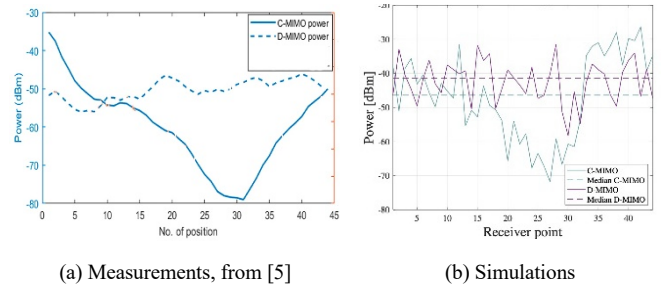 -30
-40
-50
-60
-70
-80
Power (dBm)
0 5 10 15 20 25 30 35 40 45
No. of position
C-MIMO power
D-MIMO power
-20
-30
-40
-50
-60
-70
-80
Power [dBm]
5 10 15 20 25 30 35 40
Receiver point
C-MIMO
Median C-MIMO
D-MIMO
Median D-MIMO
(a) Measurements, from [5]
(b) Simulations